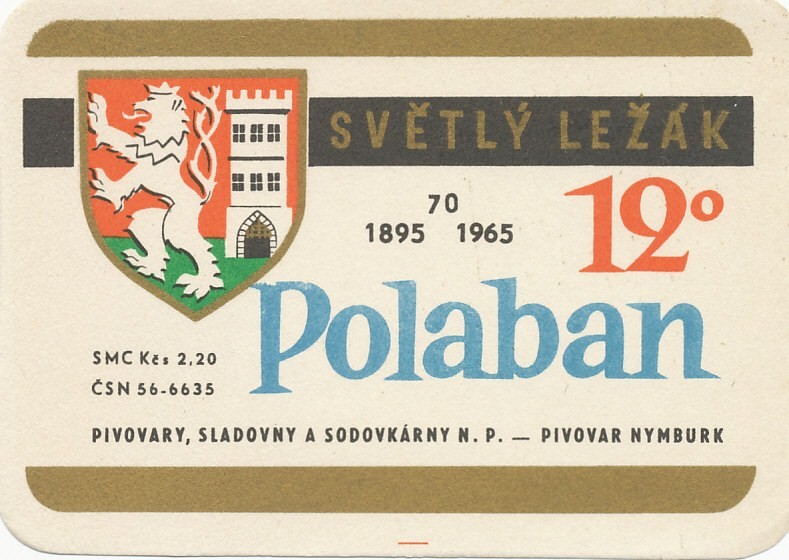 SVĚTLÝ LEŽÁK
12°
70
1895 1965
Polaban
SMC Kčs 2,20
ČSN 56-6635
PIVOVARY, SLADOVNY A SODOVKÁRNY N. P. — PIVOVAR NYMBURK